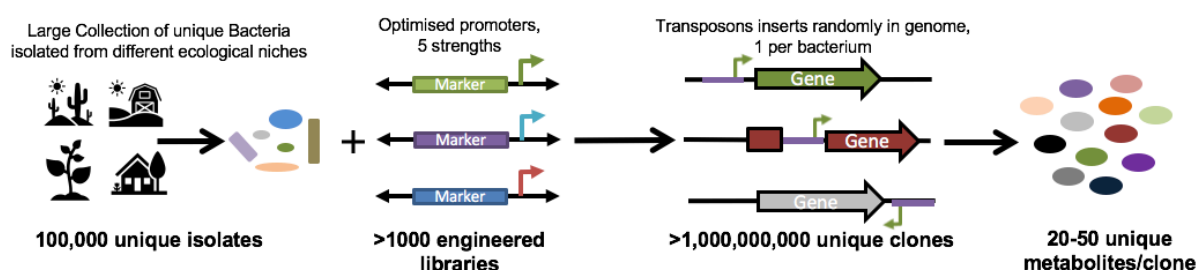 Large Collection of unique Bacteria
isolated from different ecological niches
100,000 unique isolates
Optimised promoters,
5 strengths
Marker
Marker
Marker
>1000 engineered
libraries
Transposons inserts randomly in genome,
1 per bacterium
Gene
Gene
Gene
>1,000,000,000 unique clones
20-50 unique
metabolites/clone